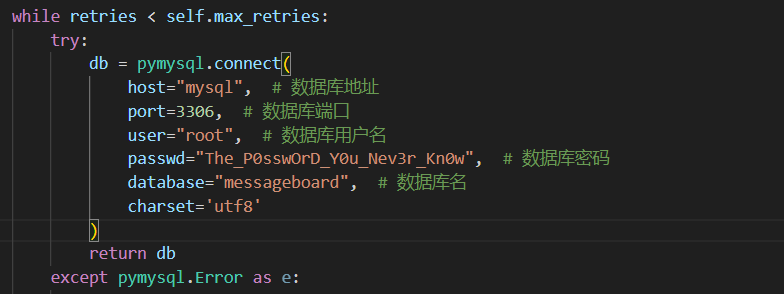 while retries < self.max_retries:
try:
db = pymysql.connect(
host="mysql", # 数据库地址
port=3306, # 数据库端口
user="root", # 数据库用户名
passwd="The_P0sswOrD_Y0u_Nev3r_Kn0w", # 数据库密码
database="messageboard", # 数据库名
charset='utf8'
)
return db
except pymysql.Error as e: